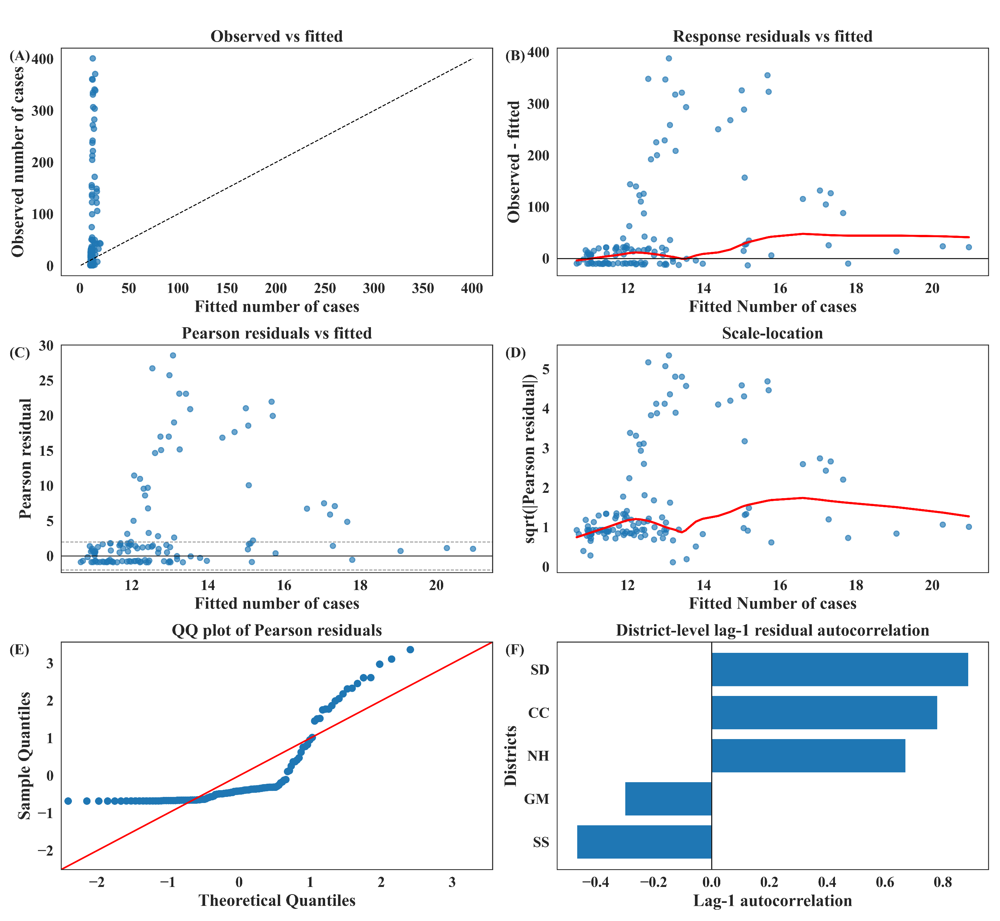 Observed vs fitted
(A)
Observed number of cases
400
300
200
100
0
0 50 100 150 200 250 300 350 400
Fitted number of cases
Response residuals vs fitted
(B)
Observed - fitted
400
300
200
100
0
12 14 16 18 20
Fitted Number of cases
Pearson residuals vs fitted
(C)
Pearson residual
30
25
20
15
10
5
0
12 14 16 18 20
Fitted number of cases
Scale-location
(D)
sqrt(|Pearson residual|)
5
4
3
2
1
0
12 14 16 18 20
Fitted Number of cases
QQ plot of Pearson residuals
(E)
Sample Quantiles
3
2
1
0
−1
−2
−2 −1 0 1 2 3
Theoretical Quantiles
District-level lag-1 residual autocorrelation
(F)
Districts
SD
CC
NH
GM
SS
−0.4 −0.2 0.0 0.2 0.4 0.6 0.8
Lag-1 autocorrelation